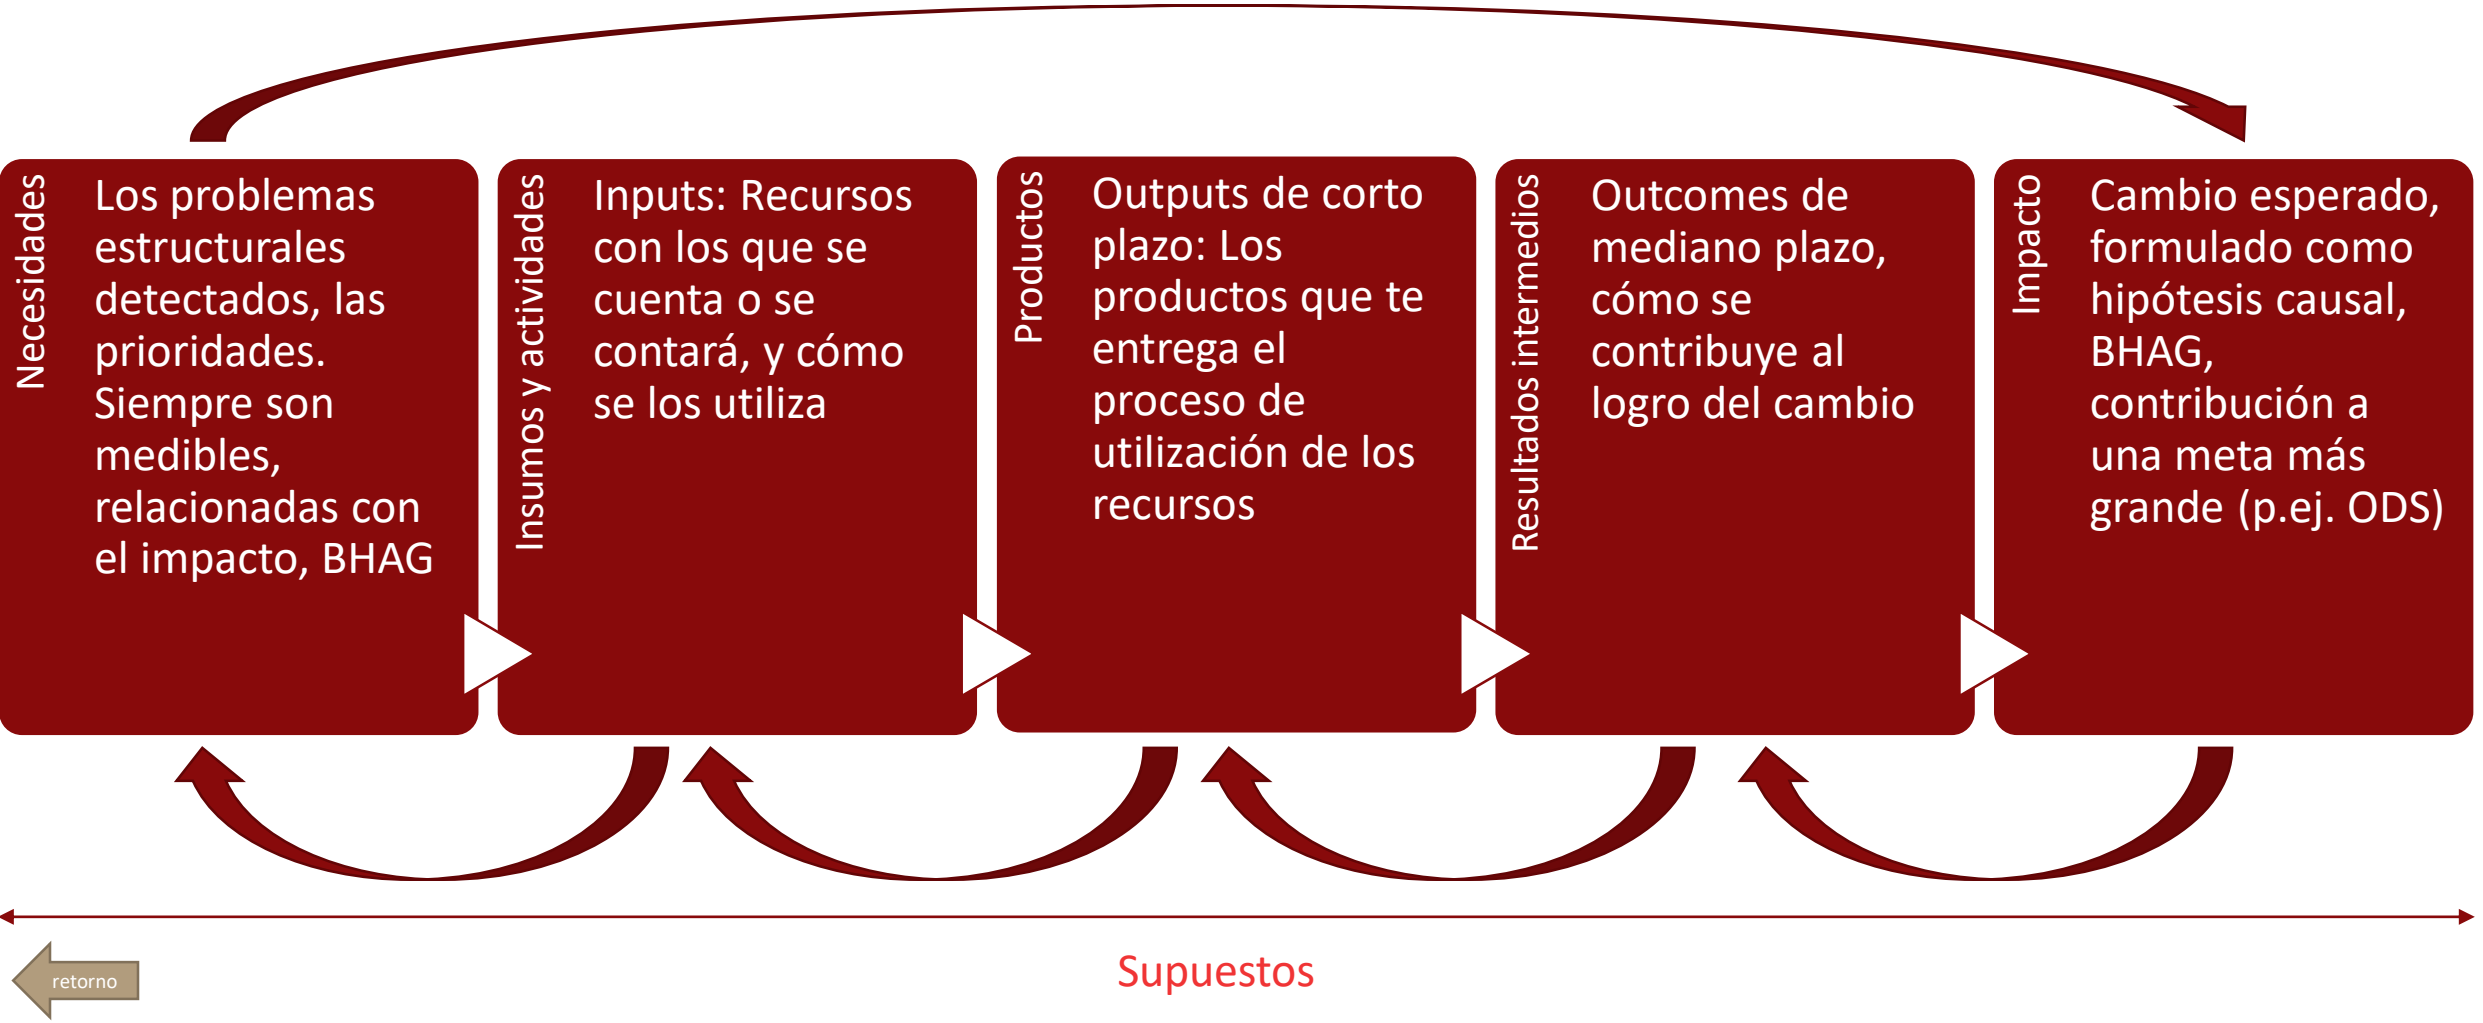 Necesidades
Los problemas
estructurales
detectados, las
prioridades.
Siempre son
medibles,
relacionadas con
el impacto, BHAG
Insumos y actividades
Inputs: Recursos
con los que se
cuenta o se
contará, y cómo
se los utiliza
Productos
Outputs de corto
plazo: Los
productos que te
entrega el
proceso de
utilización de los
recursos
Resultados intermedios
Outcomes de
mediano plazo,
cómo se
contribuye al
logro del cambio
Impacto
Cambio esperado,
formulado como
hipótesis causal,
BHAG,
contribución a
una meta más
grande (p.ej. ODS)
Supuestos
retorno